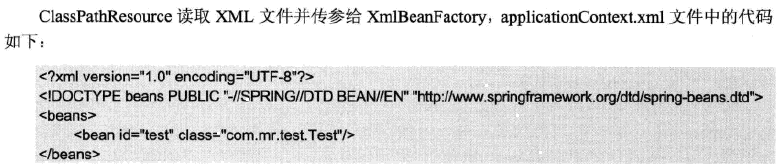 ClassPathResource 读取 XML 文件并传参给 XmlBeanFactory，applicationContext.xml 文件中的代码
如下：
<?xml version="1.0" encoding="UTF-8"?>
<!DOCTYPE beans PUBLIC "-//SPRING//DTD BEAN//EN" "http://www.springframework.org/dtd/spring-beans.dtd">
<beans>
<bean id="test" class="com.mr.test.Test"/>
</beans>